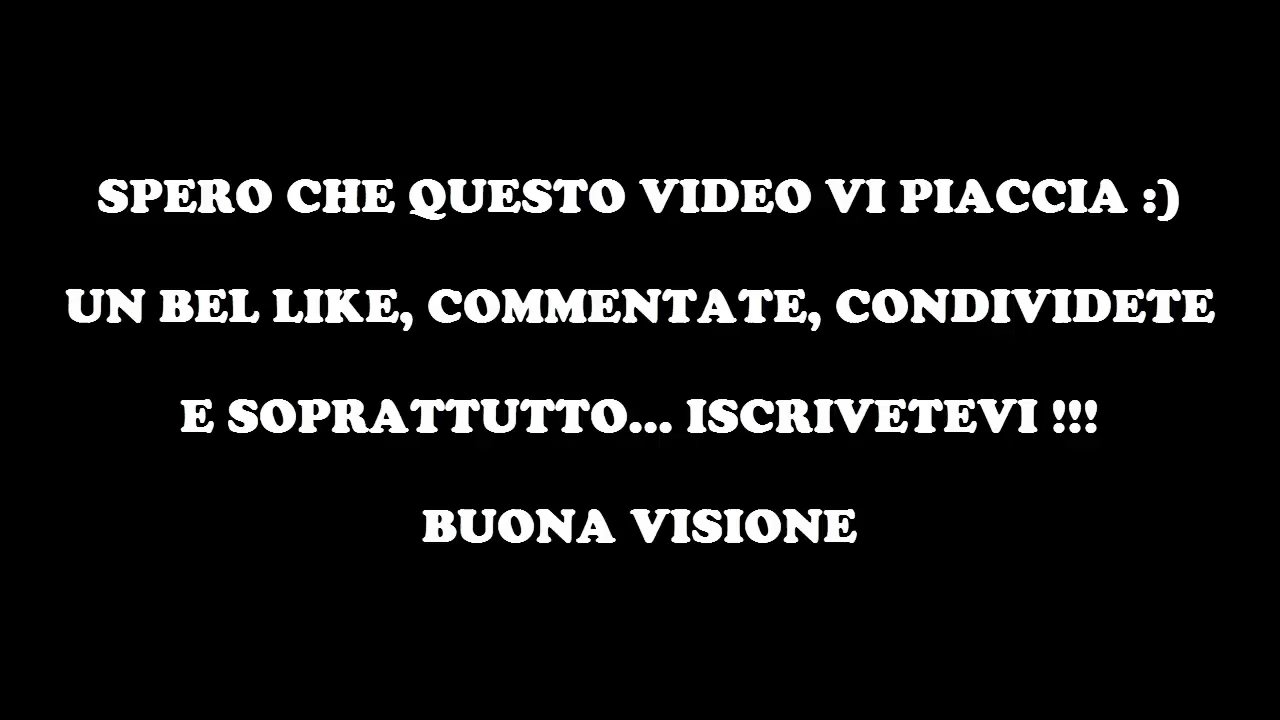 SPERO CHE QUESTO VIDEO VI PIACCIA :)
UN BEL LIKE, COMMENTATE, CONDIVIDETE
E SOPRATTUTTO... ISCRIVETEVI !!!
BUONA VISIONE